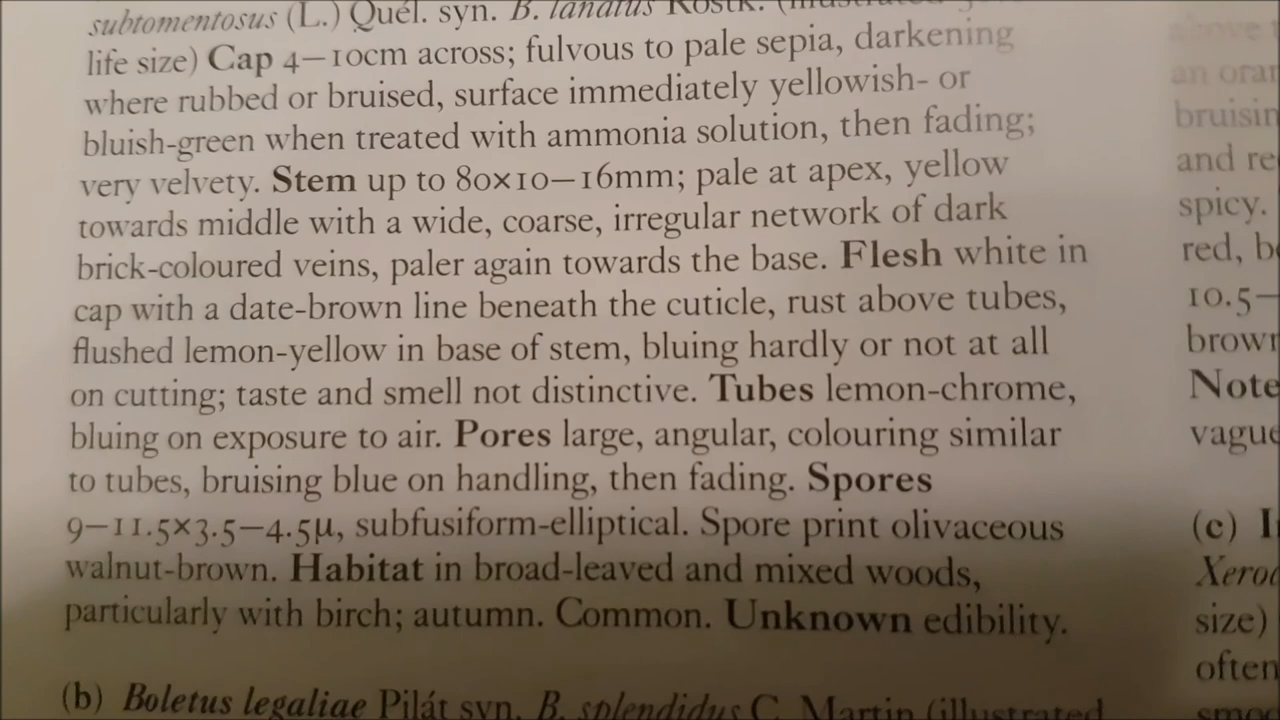 subtomentosus (L.) Quél. syn. B. lanatus Rostk. (illustrated
life size) Cap 4–10cm across; fulvous to pale sepia, darkening
where rubbed or bruised, surface immediately yellowish- or
bluish-green when treated with ammonia solution, then fading;
very velvety. Stem up to 80×10–16mm; pale at apex, yellow
towards middle with a wide, coarse, irregular network of dark
brick-coloured veins, paler again towards the base. Flesh white in
cap with a date-brown line beneath the cuticle, rust above tubes,
flushed lemon-yellow in base of stem, bluing hardly or not at all
on cutting; taste and smell not distinctive. Tubes lemon-chrome,
bluing on exposure to air. Pores large, angular, colouring similar
to tubes, bruising blue on handling, then fading. Spores
9–11.5×3.5–4.5µ, subfusiform-elliptical. Spore print olivaceous
walnut-brown. Habitat in broad-leaved and mixed woods,
particularly with birch; autumn. Common. Unknown edibility.
(b) Boletus legaliae Pilát syn. B. splendidus C. Martin (illustrated
above
an
and
spicy.
red,
10.5–
Note
(c)
size)
often